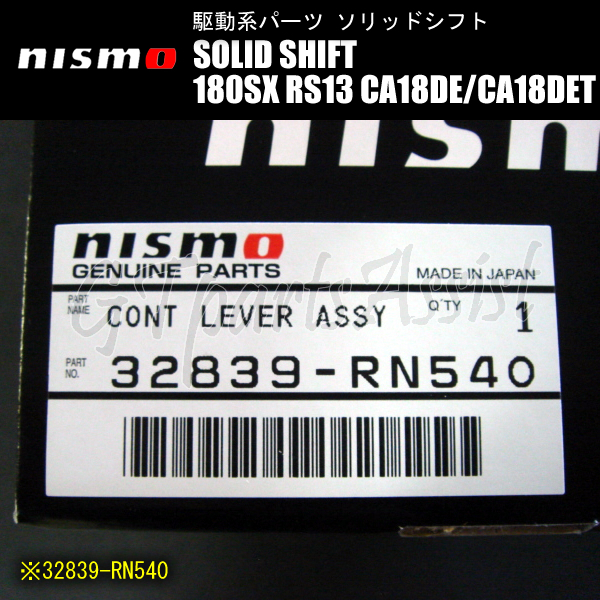 駆動系パーツ ソリッドシフト
nismo
SOLID SHIFT
180SX RS13 CA18DE/CA18DET
nis
nismo
GENUINE PARTS
MADE IN JAPAN
PART NAME
CONT LEVER ASSY
Q'TY
1
GTpartsAssist
PART NO.
32839-RN540
※32839-RN540